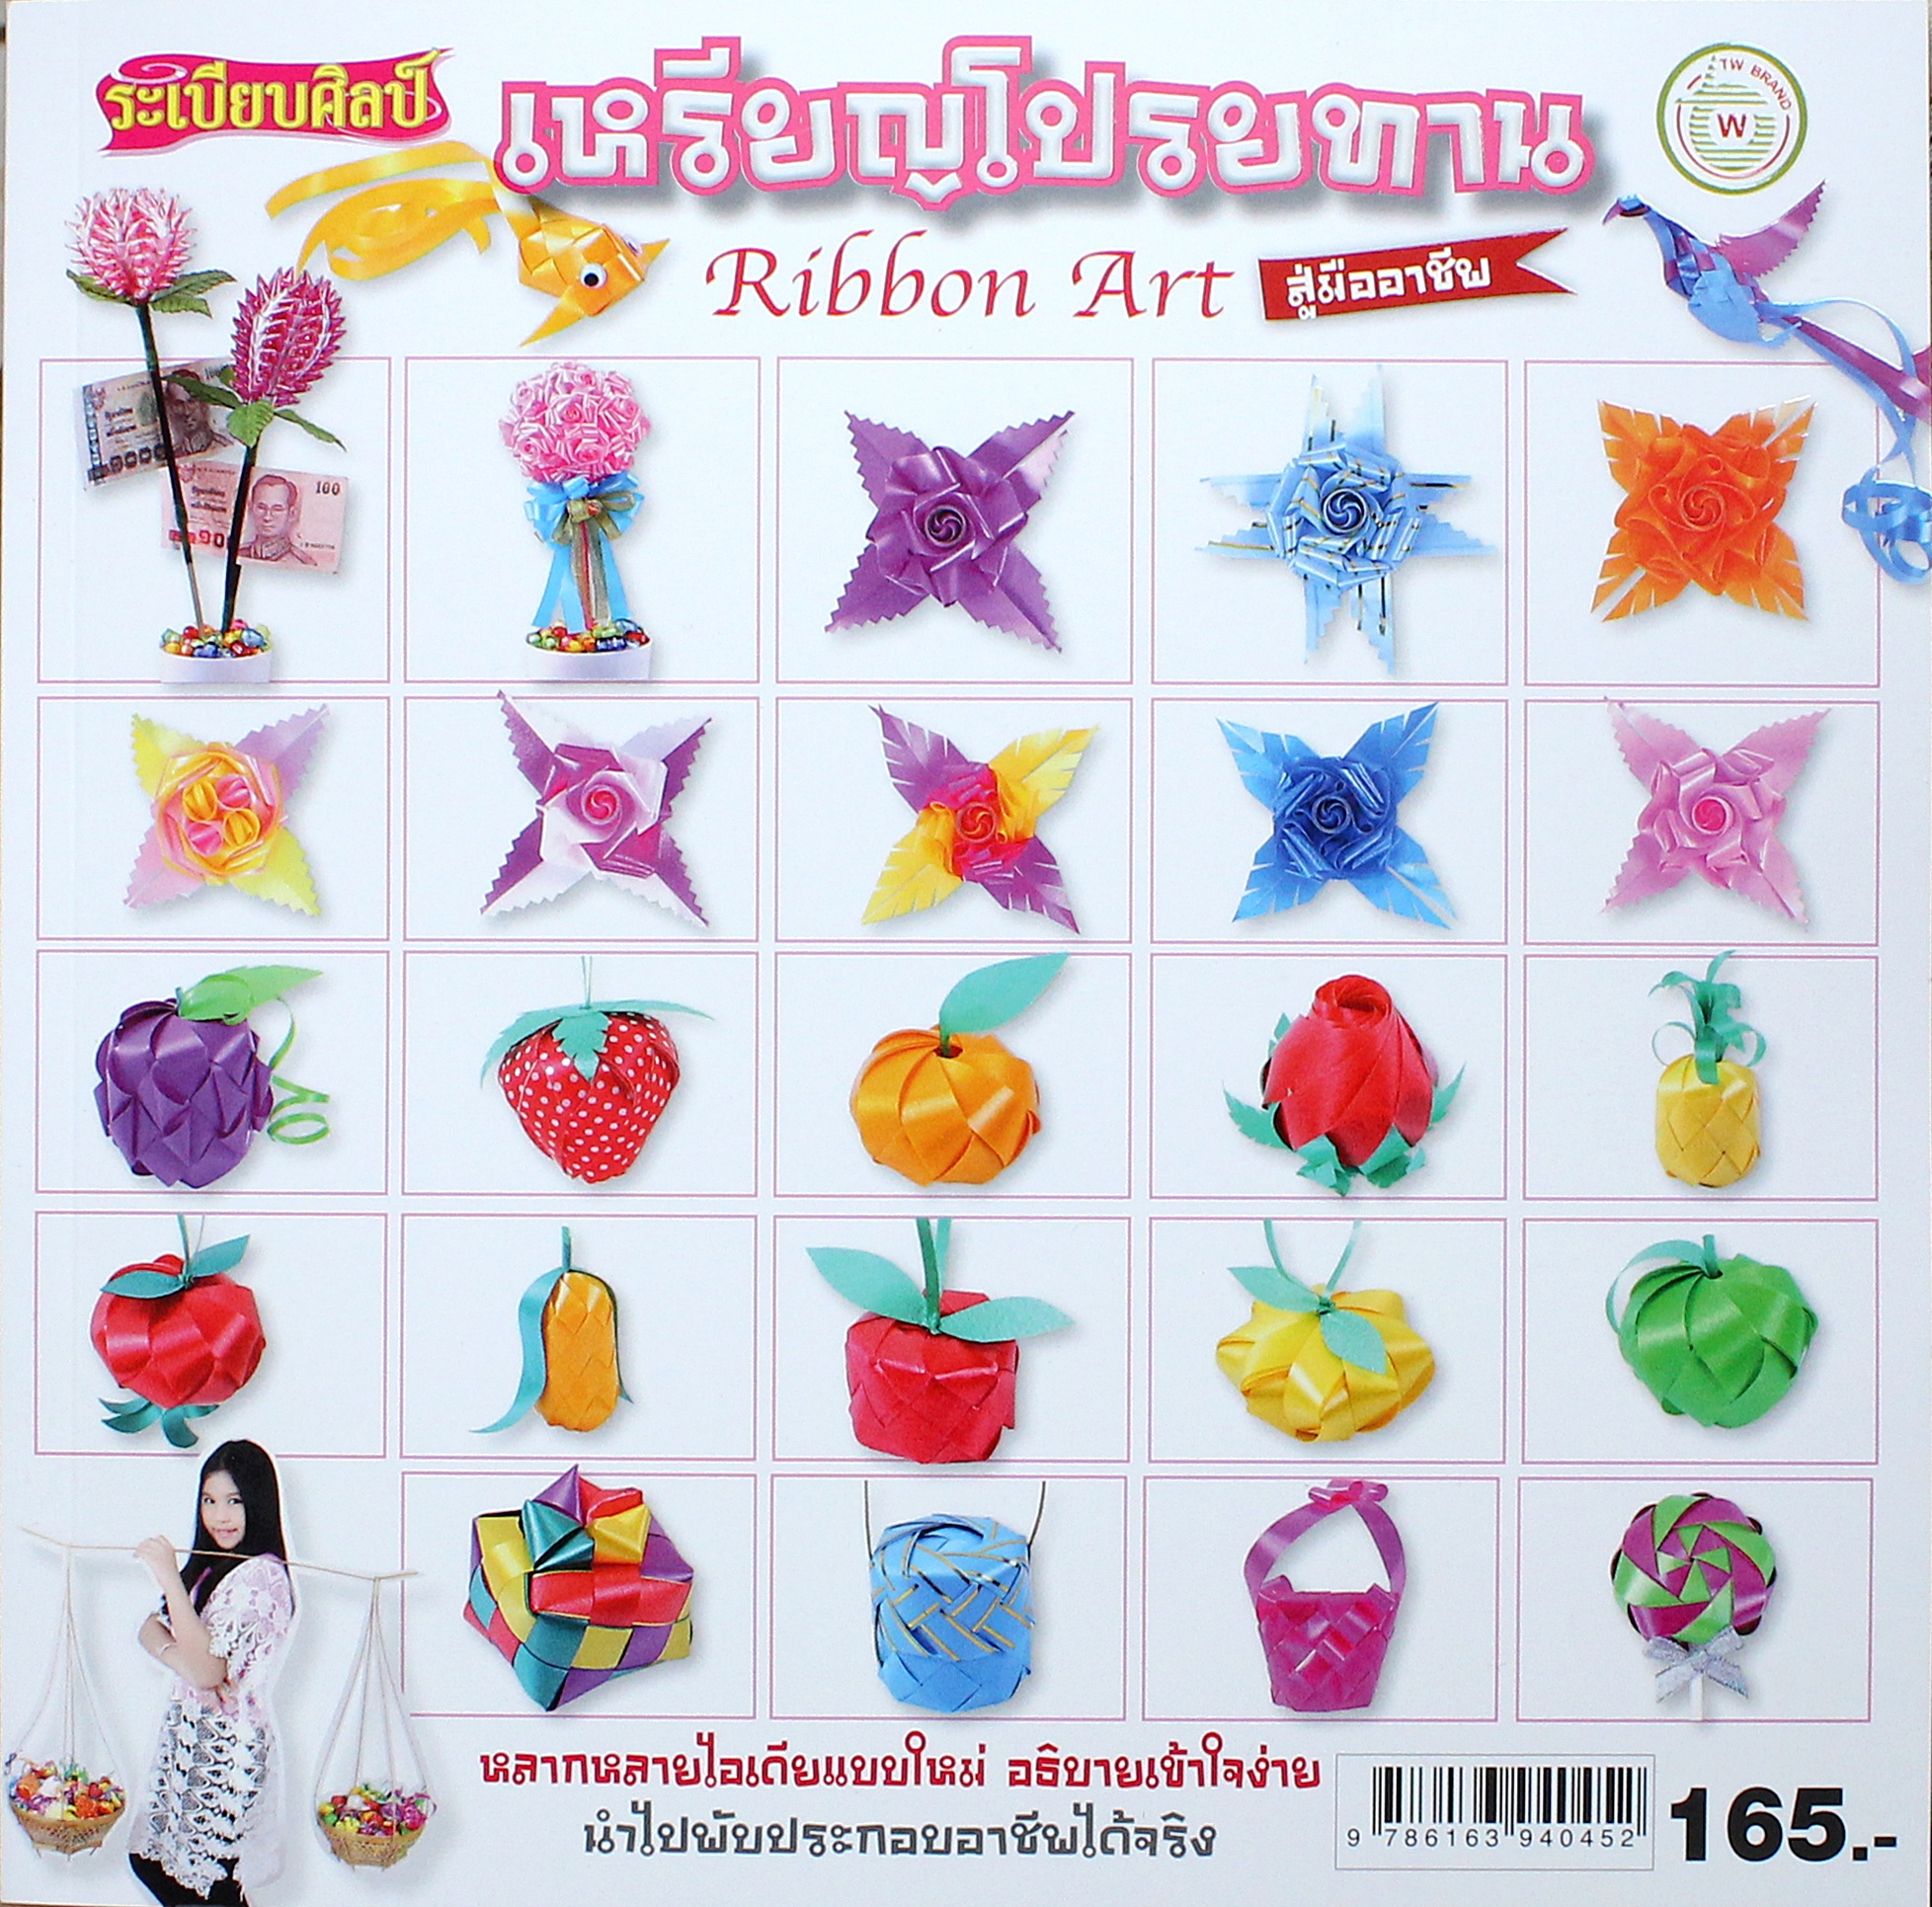 ระเบียบศิลป์
เหรียญโปรยทาน
TW BRAND
W
Ribbon Art
สู่มืออาชีพ
100
หลากหลายไอเดียแบบใหม่ อธิบายเข้าใจง่าย
นำไปพับประกอบอาชีพได้จริง
9 786163 940452
165.-